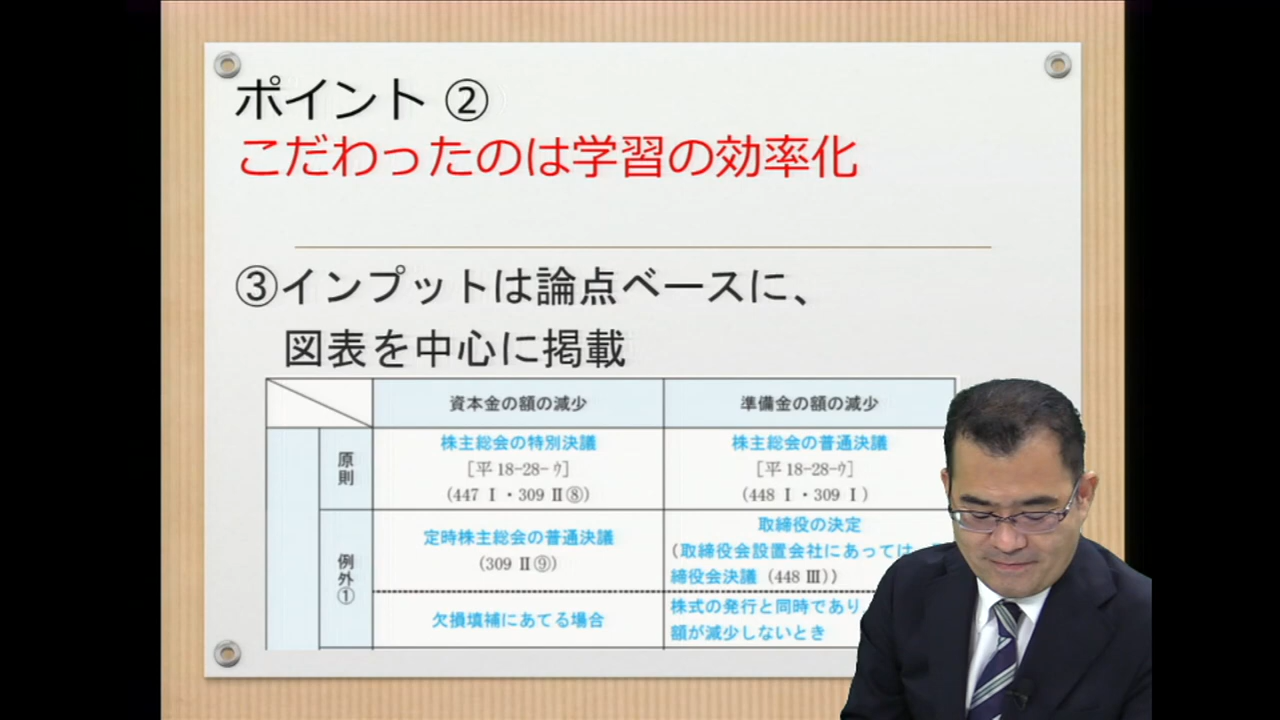 ポイント ②
こだわったのは学習の効率化
③インプットは論点ベースに、
図表を中心に掲載
資本金の額の減少
準備金の額の減少
原則
株主総会の特別決議
[平 18-28-ｳ]
(447 Ⅰ・309 Ⅱ⑧)
株主総会の普通決議
[平 18-28-ｳ]
(448 Ⅰ・309 Ⅰ)
例外①
定時株主総会の普通決議
(309 Ⅱ⑨)
取締役の決定
(取締役会設置会社にあっては、
締役会決議 (448 Ⅲ))
欠損填補にあてる場合
株式の発行と同時であり
額が減少しないとき